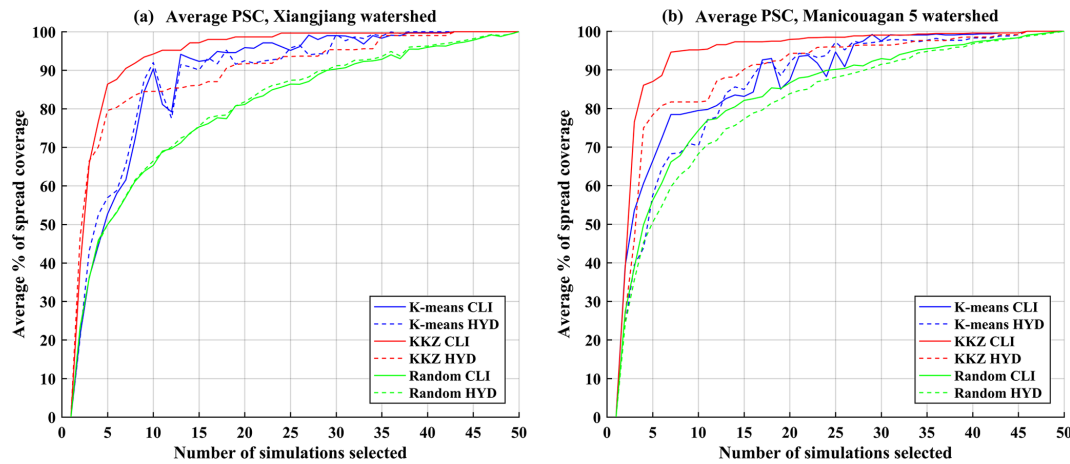 (a) Average PSC, Xiangjiang watershed
Average % of spread coverage
100
90
80
70
60
50
40
30
20
10
0
0 5 10 15 20 25 30 35 40 45 50
Number of simulations selected
K-means CLI
K-means HYD
KKZ CLI
KKZ HYD
Random CLI
Random HYD
(b) Average PSC, Manicouagan 5 watershed
Average % of spread coverage
100
90
80
70
60
50
40
30
20
10
0
0 5 10 15 20 25 30 35 40 45 50
Number of simulations selected
K-means CLI
K-means HYD
KKZ CLI
KKZ HYD
Random CLI
Random HYD